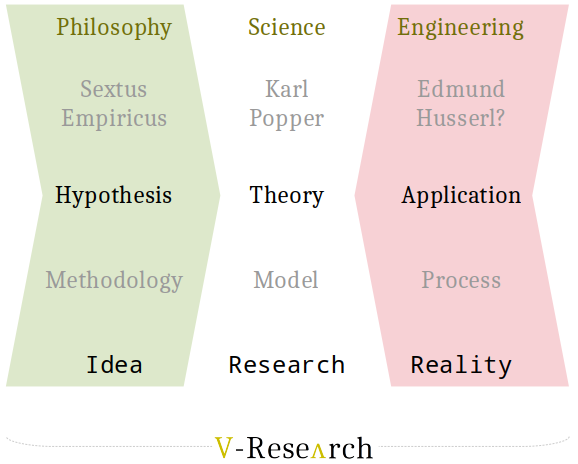 Philosophy Science Engineering
Sextus Empiricus Karl Popper Edmund Husserl?
Hypothesis Theory Application
Methodology Model Process
Idea Research Reality
V-Reseʌrch